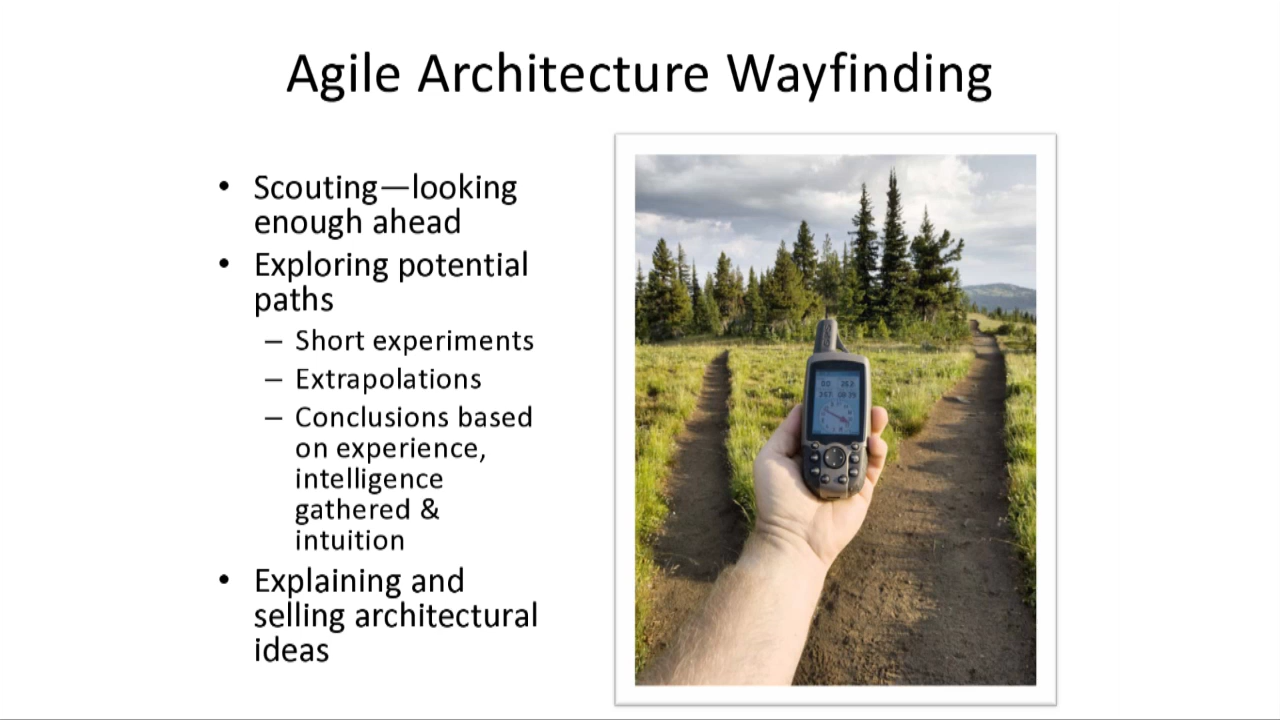 Agile Architecture Wayfinding
• Scouting—looking
enough ahead
• Exploring potential
paths
– Short experiments
– Extrapolations
– Conclusions based
on experience,
intelligence
gathered &
intuition
• Explaining and
selling architectural
ideas